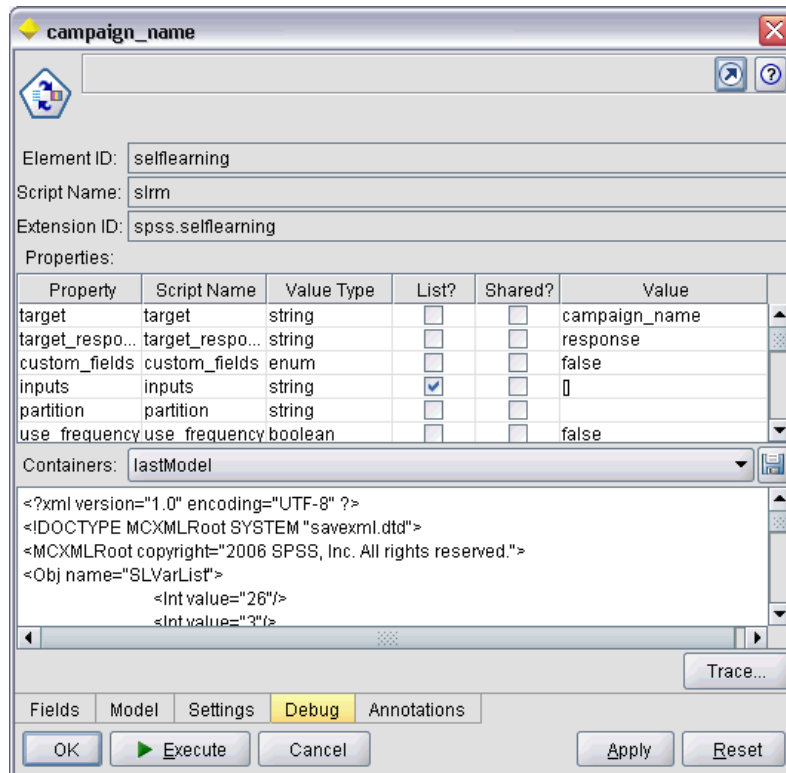 campaign_name
Element ID: selflearning
Script Name: slrm
Extension ID: spss.selflearning
Properties:
Property Script Name Value Type List? Shared? Value
target target string campaign_name
target_respo... target_respo... string response
custom_fields custom_fields enum false
inputs inputs string []
partition partition string
use_frequency use_frequency boolean false
Containers: lastModel
<?xml version="1.0" encoding="UTF-8" ?>
<!DOCTYPE MCXMLRoot SYSTEM "savexml.dtd">
<MCXMLRoot copyright="2006 SPSS, Inc. All rights reserved.">
<Obj name="SLVarList">
<Int value="26"/>
<Int value="3"/>
Trace...
Fields Model Settings Debug Annotations
OK Execute Cancel Apply Reset